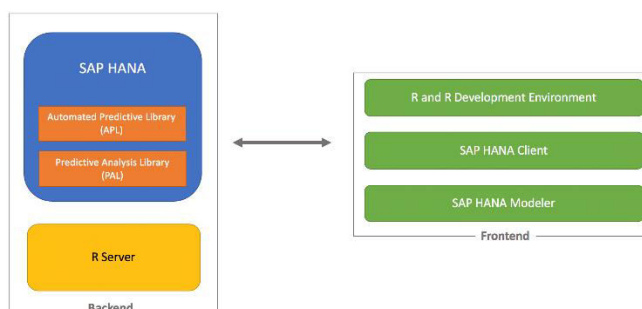 SAP HANA
Automated Predictive Library
(APL)
Predictive Analysis Library
(PAL)
R Server
Backend
R and R Development Environment
SAP HANA Client
SAP HANA Modeler
Frontend